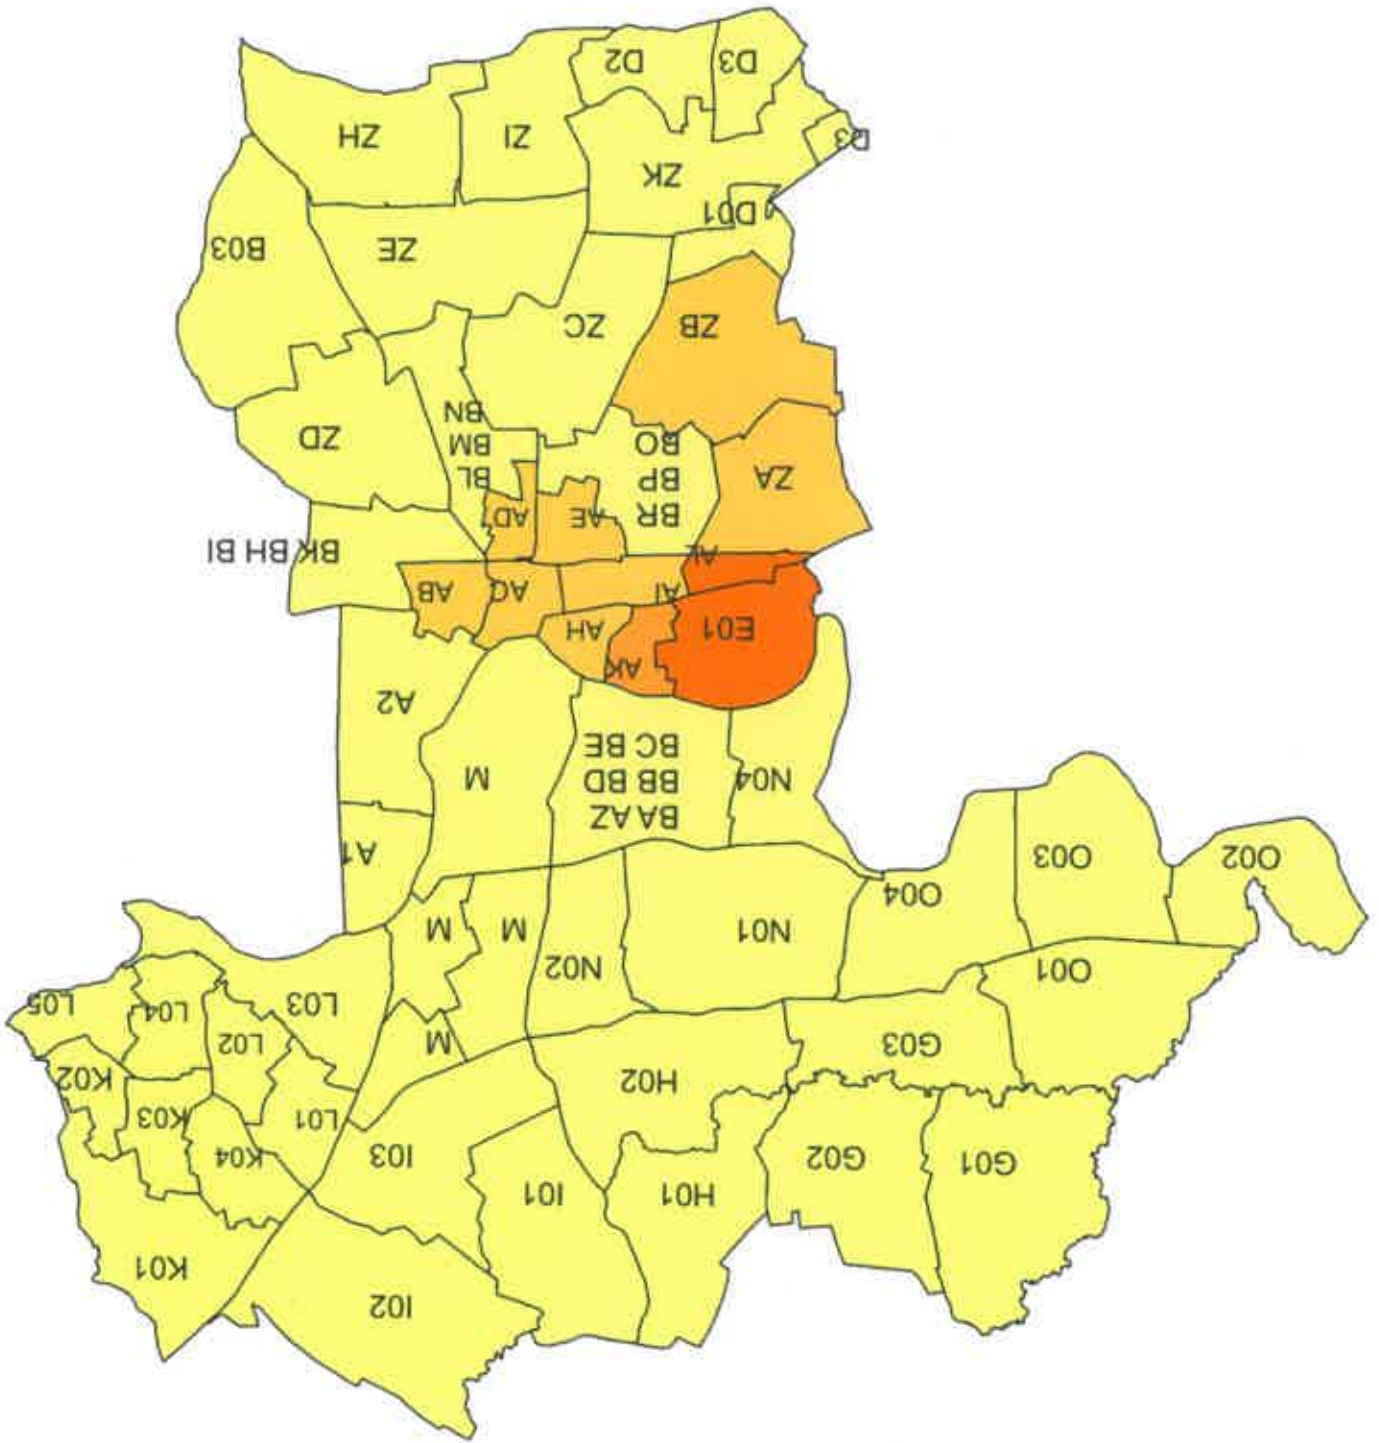 I02
K01
H01
I01
G01
G02
I03
K04
L01
K03
H02
K02
G03
M
L02
L03
L04
L05
O01
N02
N01
M
M
O04
O02
O03
A1
BA AZ
BB BD
BC BE
N04
M
A2
AK
E01
AH
AI
AC
AB
AL
BK BH BI
BR
BP
BO
AE
AD
ZA
BL
BM
BN
ZD
ZB
ZC
ZE
B03
D01
ZK
D3
ZI
ZH
D3
D2